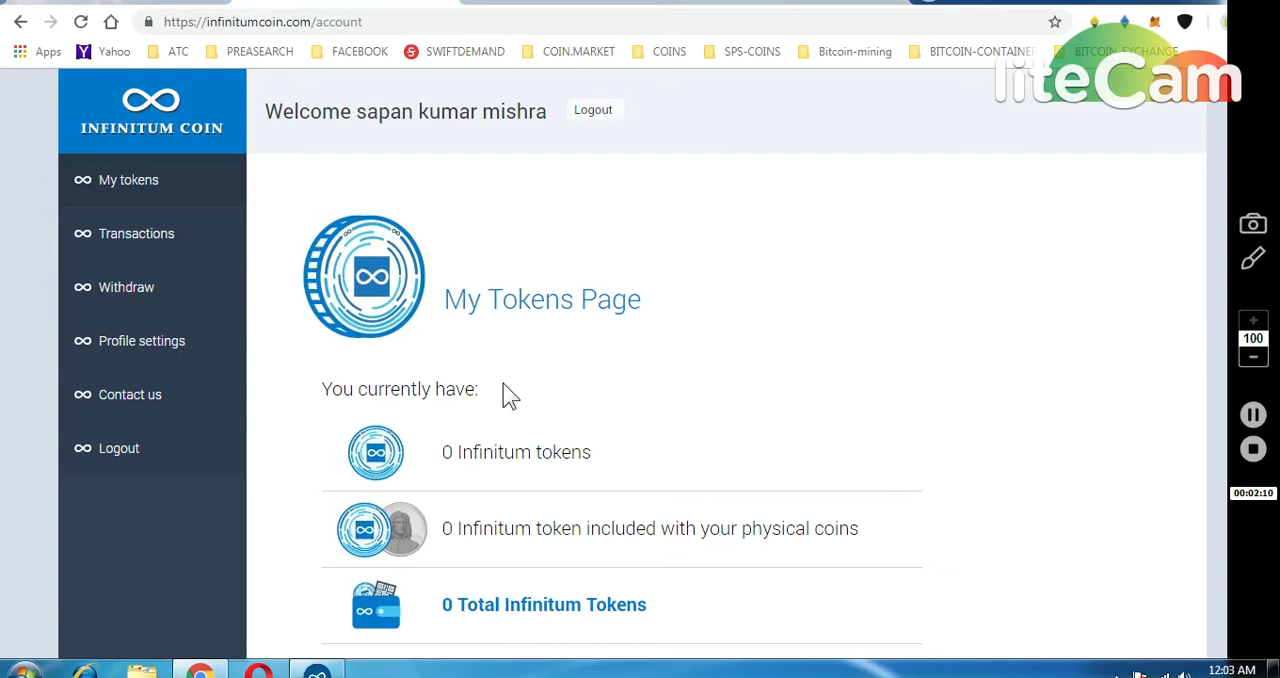 https://infinitumcoin.com/account
Apps Yahoo ATC PREASEARCH FACEBOOK SWIFTDEMAND COIN.MARKET COINS SPS-COINS Bitcoin-mining BITCOIN-CONTAINE BITCOIN-EXCHANGE
liteCam
INFINITUM COIN
Welcome sapan kumar mishra Logout
My tokens
Transactions
Withdraw
Profile settings
Contact us
Logout
My Tokens Page
You currently have:
0 Infinitum tokens
0 Infinitum token included with your physical coins
0 Total Infinitum Tokens
100
00:02:10
12:03 AM